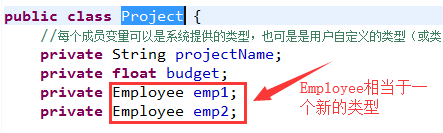 public class Project {
//每个成员变量可以是系统提供的类型，也可是是用户自定义的类型（或类
private String projectName;
private float budget;
private Employee emp1;
private Employee emp2;
Employee相当于一
个新的类型